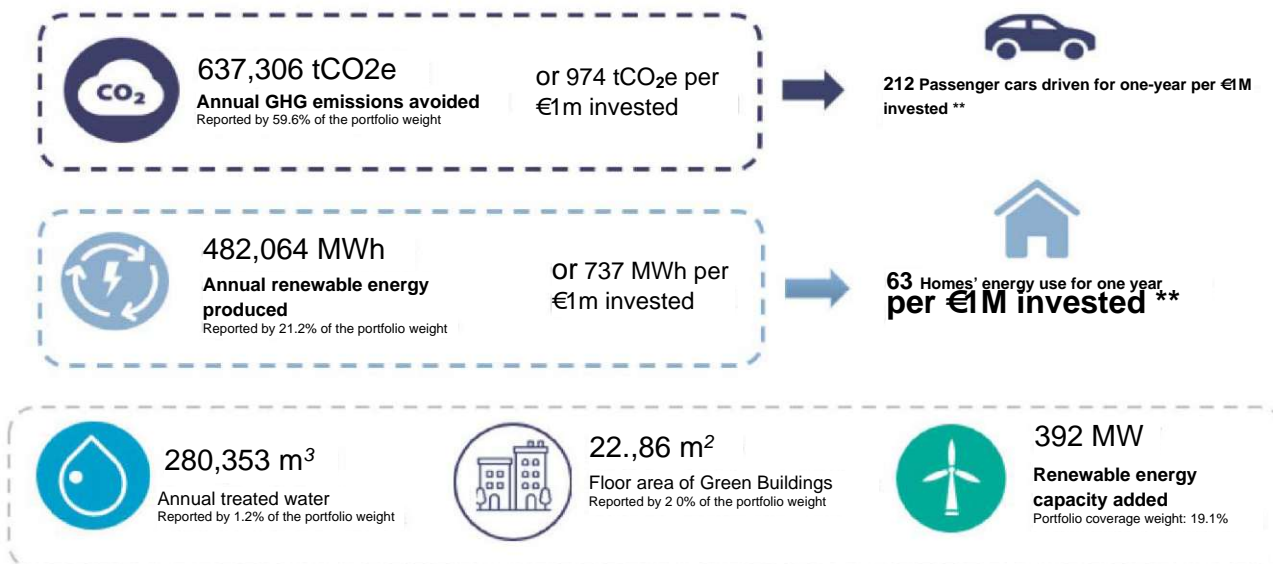 637,306 tCO2e
Annual GHG emissions avoided
Reported by 59.6% of the portfolio weight
or 974 tCO₂e per
€1m invested
212 Passenger cars driven for one-year per €1M
invested **
CO₂
482,064 MWh
Annual renewable energy
produced
Reported by 21.2% of the portfolio weight
or 737 MWh per
€1m invested
63 Homes' energy use for one year
per €1M invested **
280,353 m³
Annual treated water
Reported by 1.2% of the portfolio weight
22.,86 m²
Floor area of Green Buildings
Reported by 2 0% of the portfolio weight
392 MW
Renewable energy
capacity added
Portfolio coverage weight: 19.1%